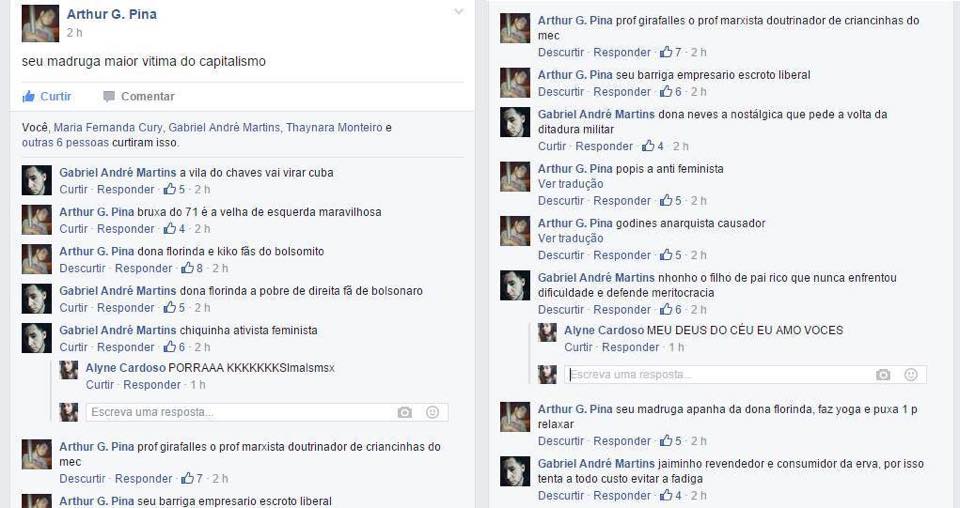 Arthur G. Pina
2 h
seu madruga maior vitima do capitalismo
Curtir Comentar
Você, Maria Fernanda Cury, Gabriel André Martins, Thaynara Monteiro e
outras 6 pessoas curtiram isso.
Gabriel André Martins a vila do chaves vai virar cuba
Curtir · Responder · 5 · 2 h
Arthur G. Pina bruxa do 71 é a velha de esquerda maravilhosa
Curtir · Responder · 4 · 2 h
Arthur G. Pina dona florinda e kiko fãs do bolsomito
Descurtir · Responder · 8 · 2 h
Gabriel André Martins dona florinda a pobre de direita fã de bolsonaro
Curtir · Responder · 5 · 2 h
Gabriel André Martins chiquinha ativista feminista
Curtir · Responder · 6 · 2 h
Alyne Cardoso PORRAAA KKKKKKKSlmalsmsx
Curtir · Responder · 1 h
Escreva uma resposta...
Arthur G. Pina prof girafalles o prof marxista doutrinador de criancinhas do
mec
Descurtir · Responder · 7 · 2 h
Arthur G. Pina seu barriga empresario escroto liberal
Arthur G. Pina prof girafalles o prof marxista doutrinador de criancinhas do
mec
Descurtir · Responder · 7 · 2 h
Arthur G. Pina seu barriga empresario escroto liberal
Descurtir · Responder · 6 · 2 h
Gabriel André Martins dona neves a nostálgica que pede a volta da
ditadura militar
Curtir · Responder · 4 · 2 h
Arthur G. Pina popis a anti feminista
Ver tradução
Descurtir · Responder · 5 · 2 h
Arthur G. Pina godines anarquista causador
Ver tradução
Descurtir · Responder · 5 · 2 h
Gabriel André Martins nhonho o filho de pai rico que nunca enfrentou
dificuldade e defende meritocracia
Descurtir · Responder · 6 · 2 h
Alyne Cardoso MEU DEUS DO CÉU EU AMO VOCES
Curtir · Responder · 1 h
Escreva uma resposta...
Arthur G. Pina seu madruga apanha da dona florinda, faz yoga e puxa 1 p
relaxar
Descurtir · Responder · 5 · 2 h
Gabriel André Martins jaiminho revendedor e consumidor da erva, por isso
tenta a todo custo evitar a fadiga
Descurtir · Responder · 4 · 2 h